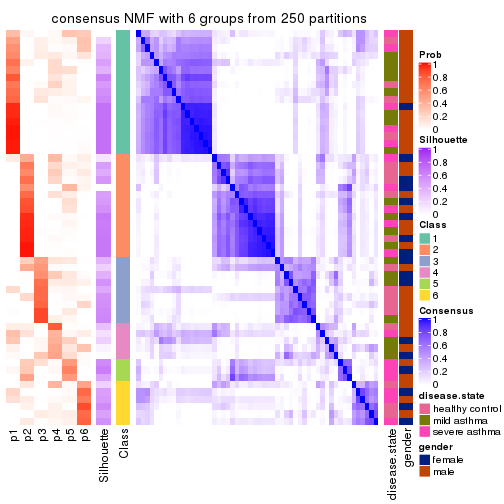 consensus NMF with 6 groups from 250 partitions
Prob
1
0.8
0.6
0.4
0.2
0
Silhouette
1
0.8
0.6
0.4
0.2
0
Class
1
2
3
4
5
6
Consensus
1
0.8
0.6
0.4
0.2
0
disease.state
healthy control
mild asthma
severe asthma
gender
female
male
p1
p2
p3
p4
p5
p6
Silhouette
Class
disease.state
gender